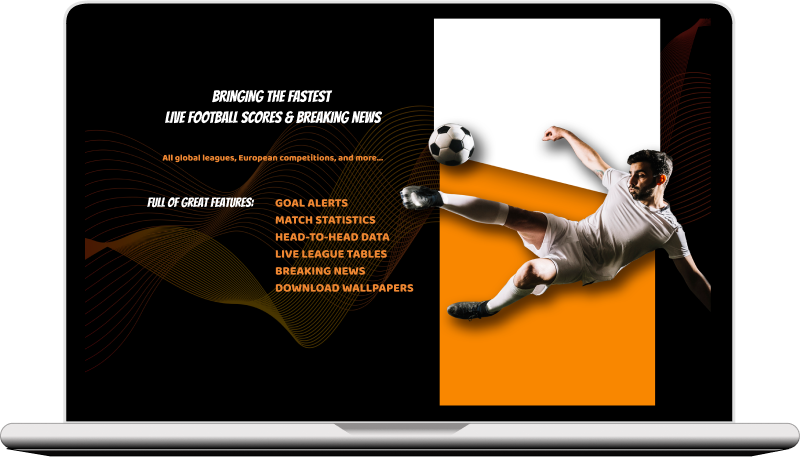 BRINGING THE FASTEST
LIVE FOOTBALL SCORES & BREAKING NEWS
All global leagues, European competitions, and more...
FULL OF GREAT FEATURES:
GOAL ALERTS
MATCH STATISTICS
HEAD-TO-HEAD DATA
LIVE LEAGUE TABLES
BREAKING NEWS
DOWNLOAD WALLPAPERS